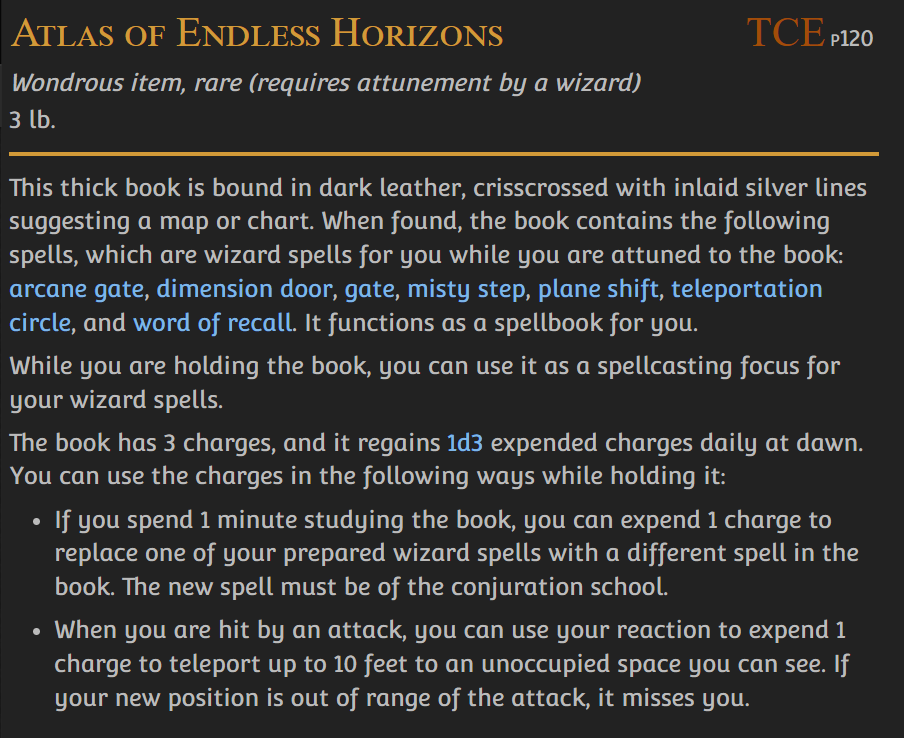 Atlas of Endless Horizons TCE p120
Wondrous item, rare (requires attunement by a wizard)
3 lb.
This thick book is bound in dark leather, crisscrossed with inlaid silver lines
suggesting a map or chart. When found, the book contains the following
spells, which are wizard spells for you while you are attuned to the book:
arcane gate, dimension door, gate, misty step, plane shift, teleportation
circle, and word of recall. It functions as a spellbook for you.
While you are holding the book, you can use it as a spellcasting focus for
your wizard spells.
The book has 3 charges, and it regains 1d3 expended charges daily at dawn.
You can use the charges in the following ways while holding it:
• If you spend 1 minute studying the book, you can expend 1 charge to
replace one of your prepared wizard spells with a different spell in the
book. The new spell must be of the conjuration school.
• When you are hit by an attack, you can use your reaction to expend 1
charge to teleport up to 10 feet to an unoccupied space you can see. If
your new position is out of range of the attack, it misses you.